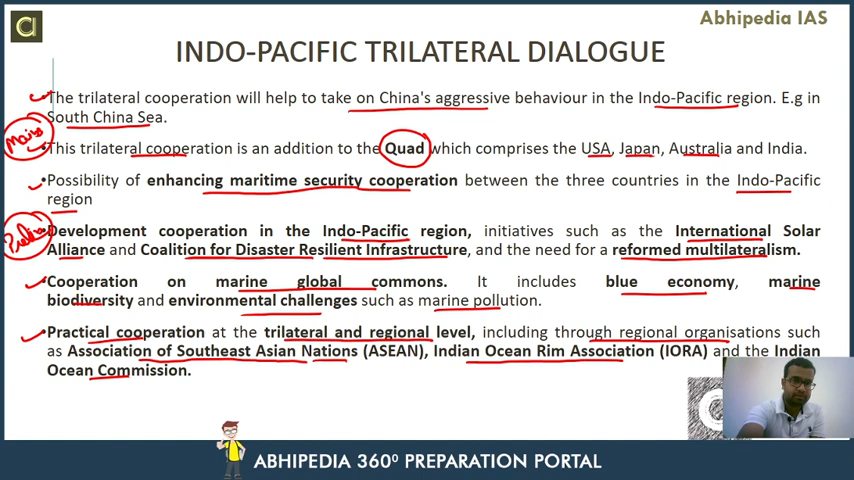 Abhipedia IAS
INDO-PACIFIC TRILATERAL DIALOGUE
The trilateral cooperation will help to take on China's aggressive behaviour in the Indo-Pacific region. E.g in
South China Sea.
Mains
•This trilateral cooperation is an addition to the Quad which comprises the USA, Japan, Australia and India.
•Possibility of enhancing maritime security cooperation between the three countries in the Indo-Pacific
region
Prelims
Development cooperation in the Indo-Pacific region, initiatives such as the International Solar
Alliance and Coalition for Disaster Resilient Infrastructure, and the need for a reformed multilateralism.
•Cooperation on marine global commons. It includes blue economy, marine
biodiversity and environmental challenges such as marine pollution.
•Practical cooperation at the trilateral and regional level, including through regional organisations such
as Association of Southeast Asian Nations (ASEAN), Indian Ocean Rim Association (IORA) and the Indian
Ocean Commission.
ABHIPEDIA 360⁰ PREPARATION PORTAL